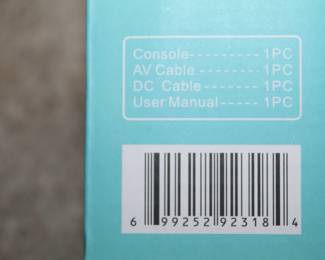 Console--------- 1PC
AV Cable -------- 1PC
DC Cable------- 1PC
User Manual----- 1PC
6 99252 92318 4